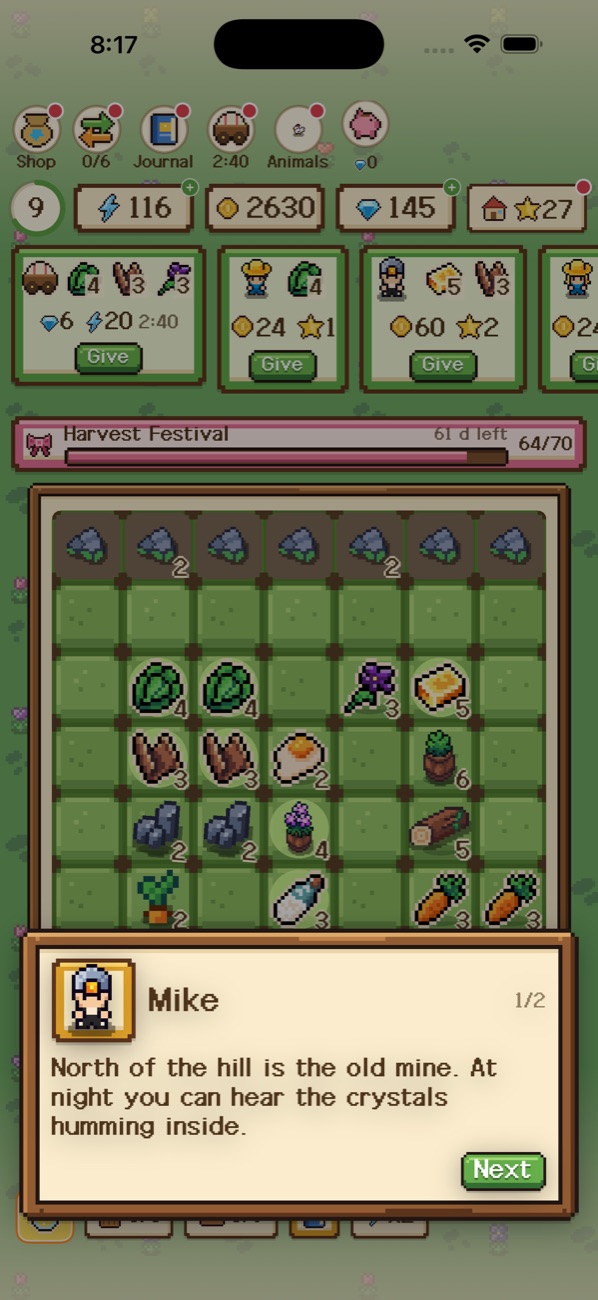 8:17
Shop
0/6
Journal
2:40
Animals
0
9
116
2630
145
27
4 3 3
6 20 2:40
Give
4
24 1
Give
5 3
60 2
Give
Harvest Festival
61 d left
64/70
2 2
4 4 3 5
3 3 2 6
2 2 4 5
2 3 3 3
Mike
1/2
North of the hill is the old mine. At
night you can hear the crystals
humming inside.
Next